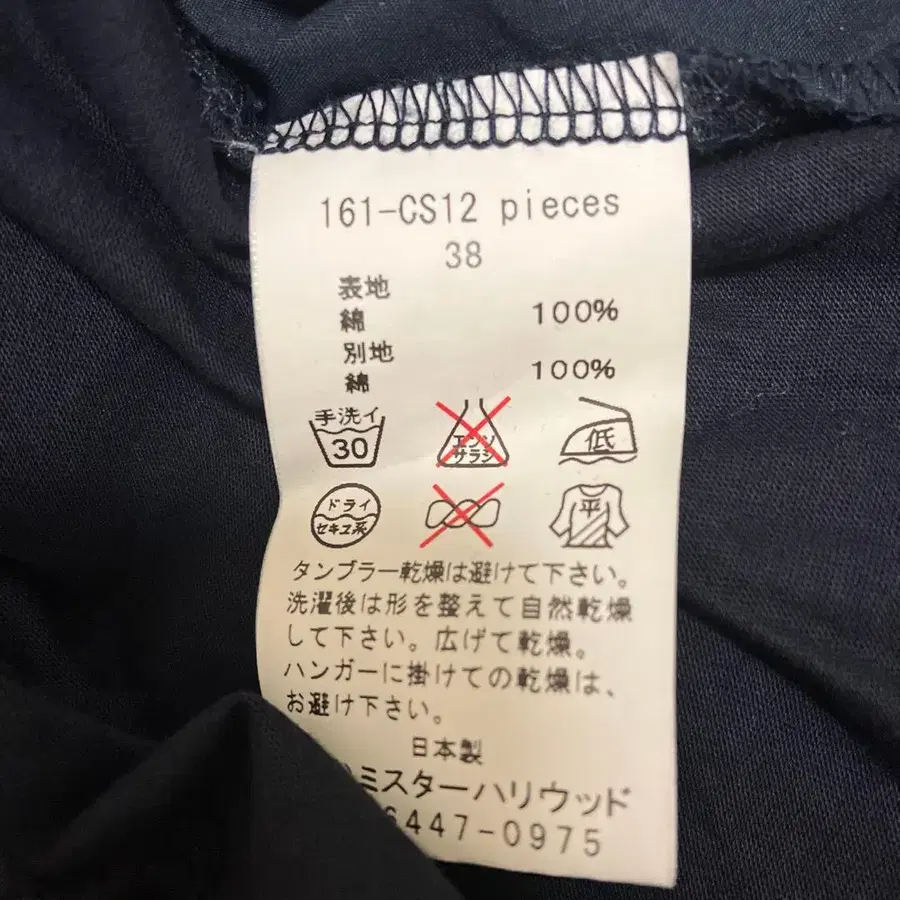 161-CS12 pieces
38
表地
綿 100%
別地
綿 100%
手洗イ
30
エンソ
サラシ
低
ドライ
セキユ系
平
タンブラー乾燥は避けて下さい。
洗濯後は形を整えて自然乾燥
して下さい。広げて乾燥。
ハンガーに掛けての乾燥は、
お避け下さい。
日本製
ミスターハリウッド
6447-0975